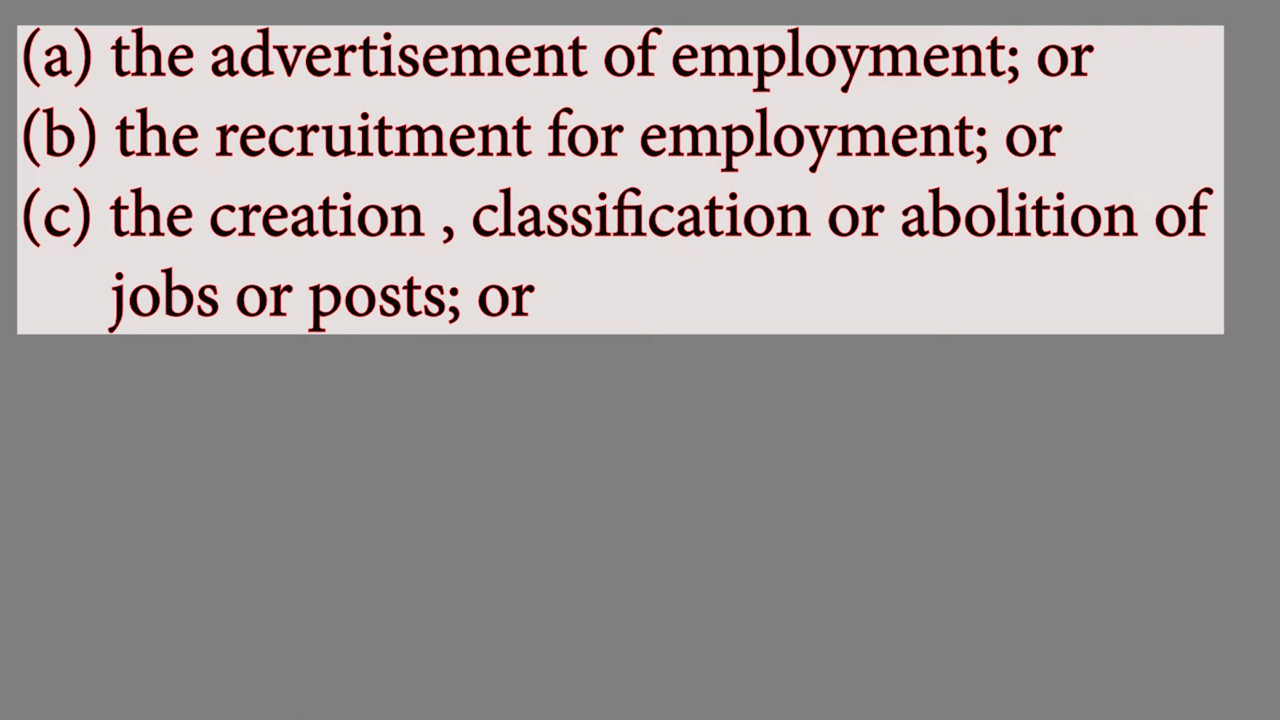 (a) the advertisement of employment; or
(b) the recruitment for employment; or
(c) the creation , classification or abolition of
jobs or posts; or